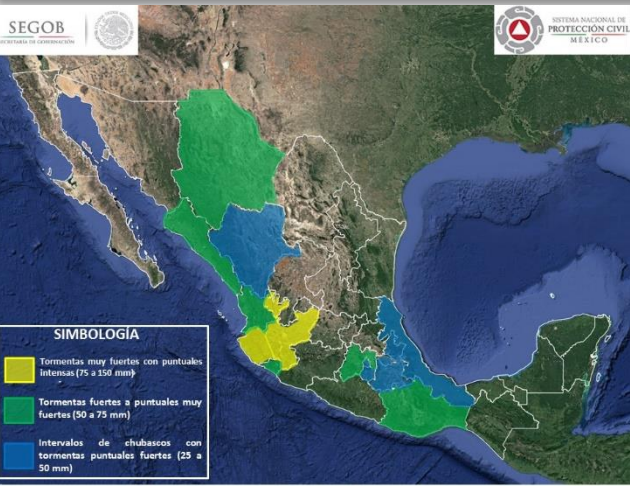 SEGOB
SECRETARÍA DE GOBERNACIÓN
SISTEMA NACIONAL DE
PROTECCIÓN CIVIL
MÉXICO
SIMBOLOGÍA
Tormentas muy fuertes con puntuales
intensas (75 a 150 mm)
Tormentas fuertes a puntuales muy
fuertes (50 a 75 mm)
Intervalos de chubascos con
tormentas puntuales fuertes (25 a
50 mm)